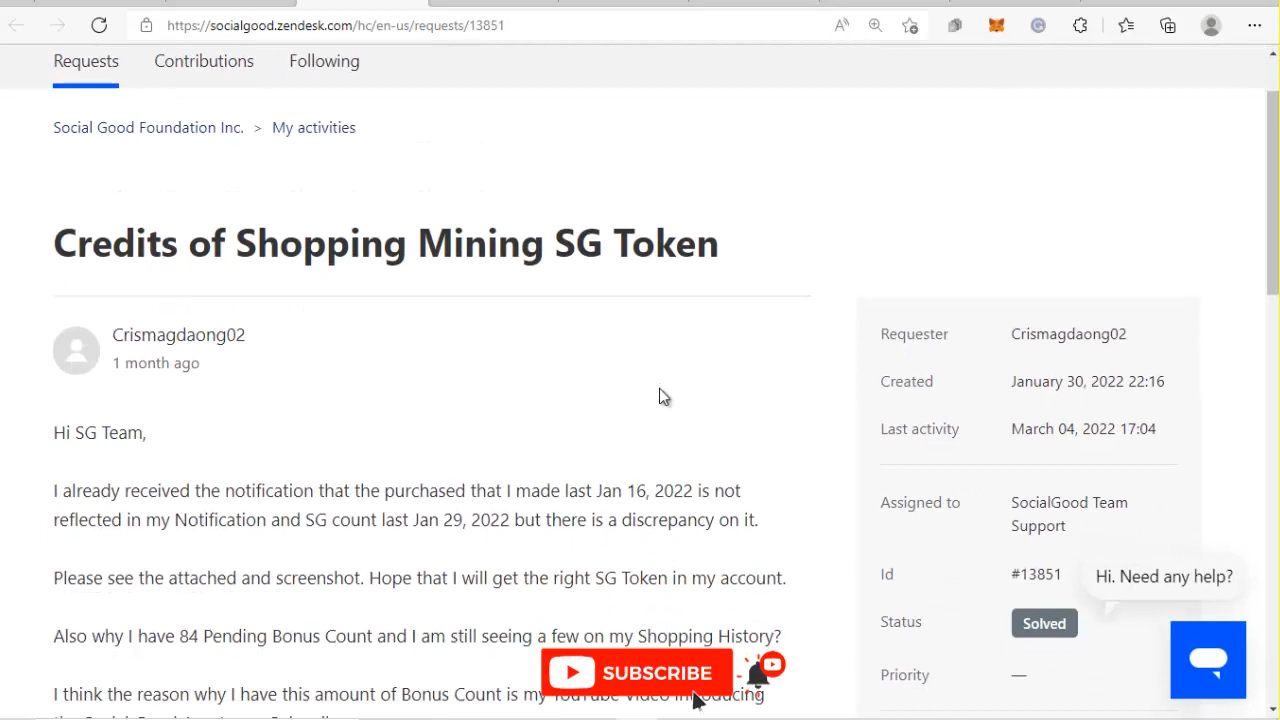 https://socialgood.zendesk.com/hc/en-us/requests/13851
Requests Contributions Following
Social Good Foundation Inc. > My activities
Credits of Shopping Mining SG Token
Crismagdaong02
1 month ago
Hi SG Team,
I already received the notification that the purchased that I made last Jan 16, 2022 is not
reflected in my Notification and SG count last Jan 29, 2022 but there is a discrepancy on it.
Please see the attached and screenshot. Hope that I will get the right SG Token in my account.
Also why I have 84 Pending Bonus Count and I am still seeing a few on my Shopping History?
I think the reason why I have this amount of Bonus Count is my YouTube Video introducing
SUBSCRIBE
Requester Crismagdaong02
Created January 30, 2022 22:16
Last activity March 04, 2022 17:04
Assigned to SocialGood Team
Support
Id #13851
Hi. Need any help?
Status Solved
Priority —